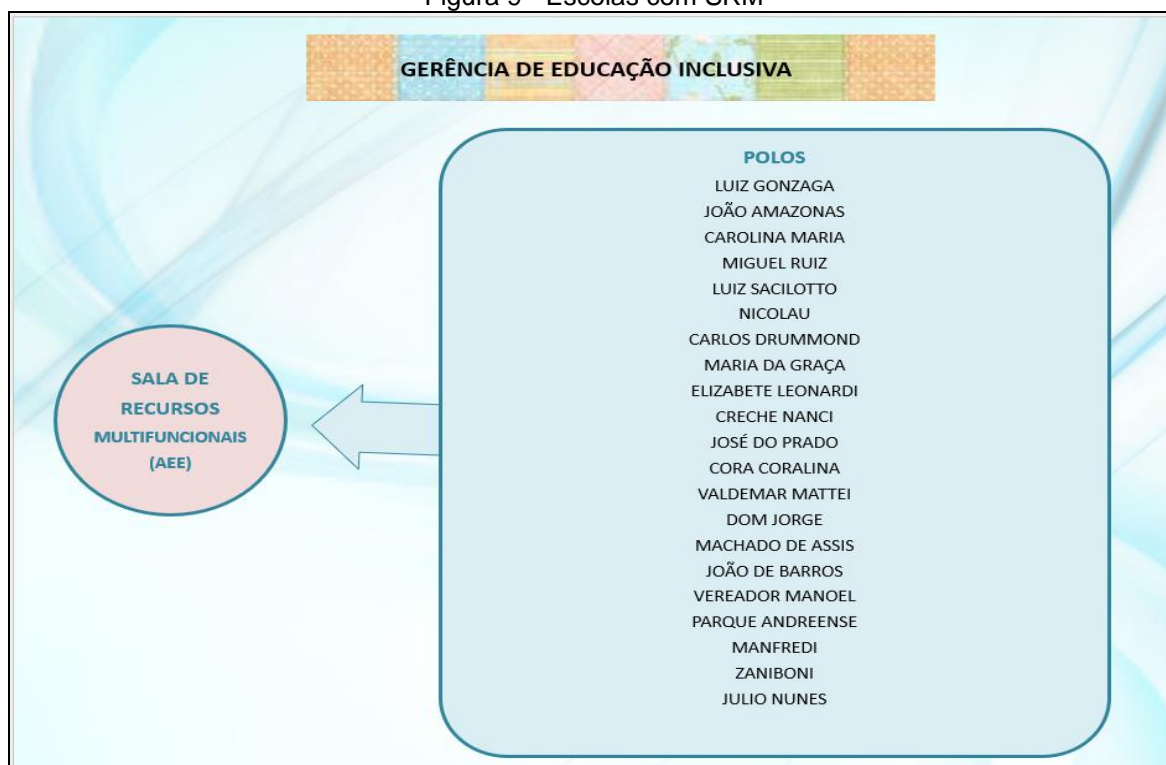 Escolas com SRM
GERÊNCIA DE EDUCAÇÃO INCLUSIVA
POLOS
LUIZ GONZAGA
JOÃO AMAZONAS
CAROLINA MARIA
MIGUEL RUIZ
LUIZ SACILOTTO
NICOLAU
CARLOS DRUMMOND
MARIA DA GRAÇA
ELIZABETE LEONARDI
CRECHE NANCI
JOSÉ DO PRADO
CORA CORALINA
VALDEMAR MATTEI
DOM JORGE
MACHADO DE ASSIS
JOÃO DE BARROS
VEREADOR MANOEL
PARQUE ANDREENSE
MANFREDI
ZANIBONI
JULIO NUNES
SALA DE
RECURSOS
MULTIFUNCIONAIS
(AEE)